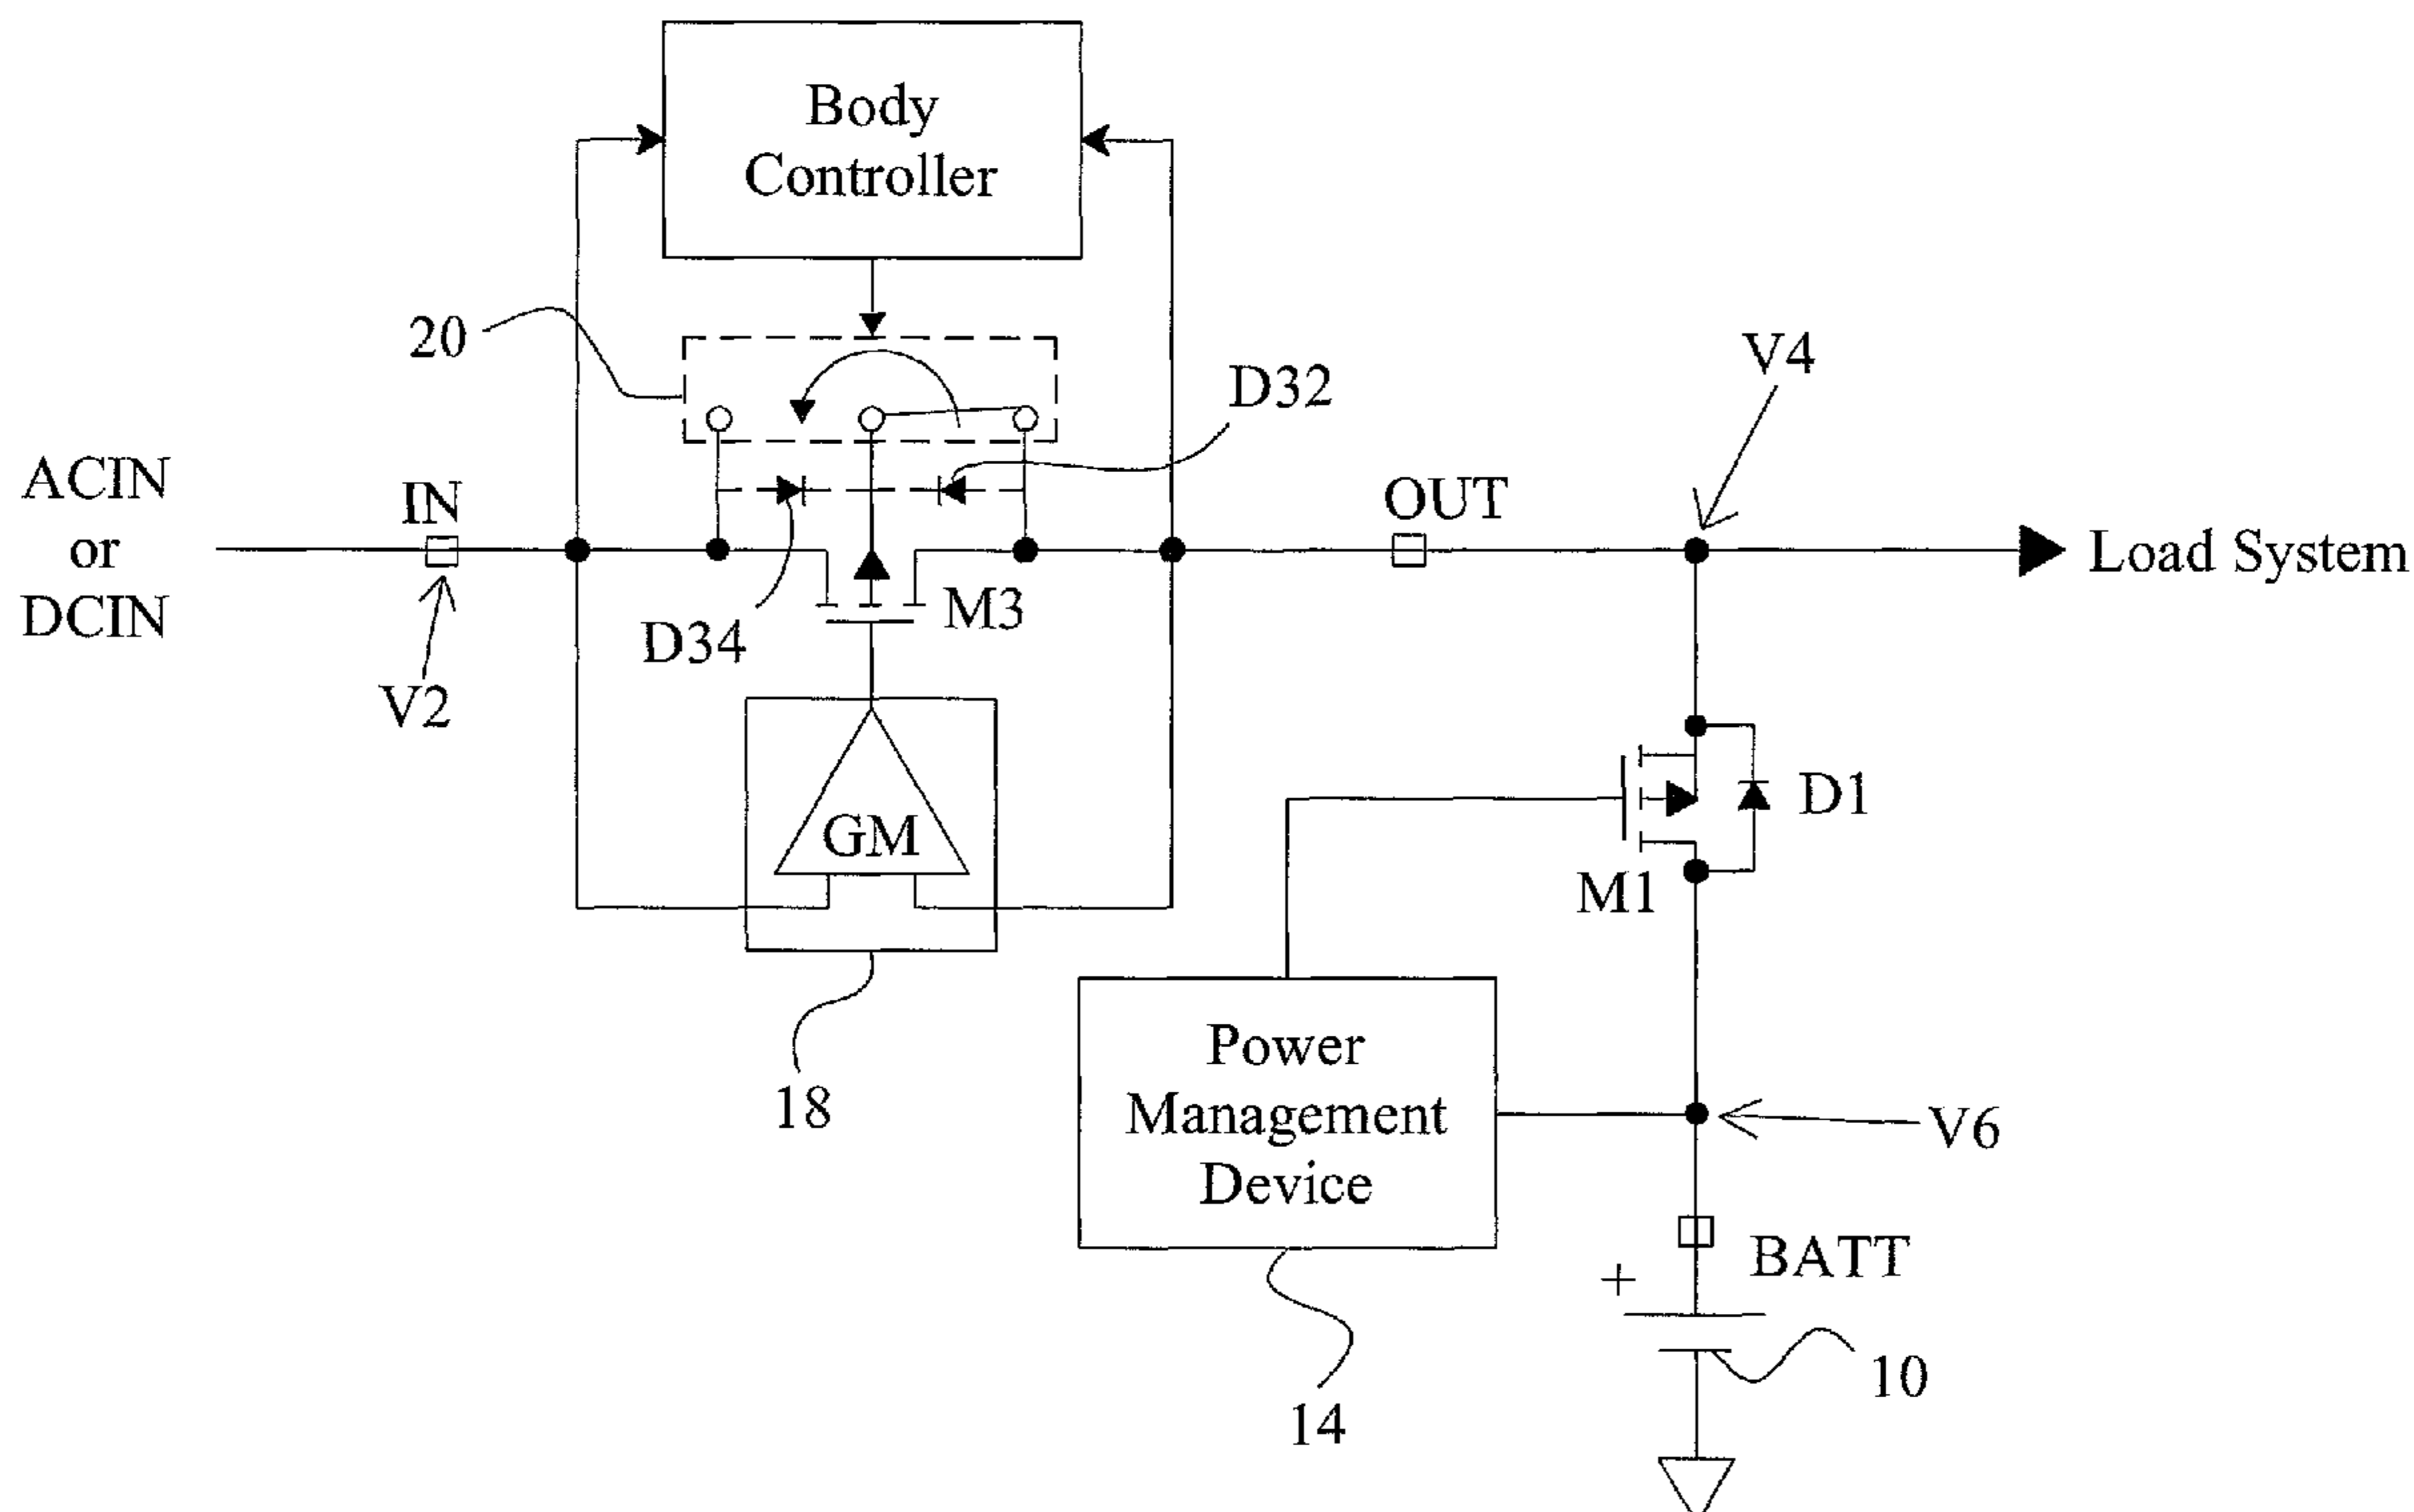 Body
Controller
20
D32
V4
ACIN
or
DCIN
IN
OUT
Load System
V2
D34
M3
GM
D1
M1
18
Power
Management
Device
V6
BATT
+
10
14